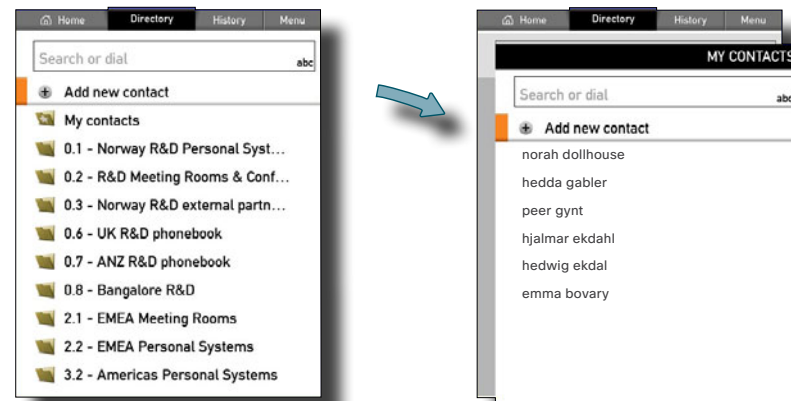 Home Directory History Menu
Search or dial abc
Add new contact
My contacts
0.1 - Norway R&D Personal Syst...
0.2 - R&D Meeting Rooms & Conf...
0.3 - Norway R&D external partn...
0.6 - UK R&D phonebook
0.7 - ANZ R&D phonebook
0.8 - Bangalore R&D
2.1 - EMEA Meeting Rooms
2.2 - EMEA Personal Systems
3.2 - Americas Personal Systems
Home Directory History Menu
MY CONTACTS
Search or dial abc
Add new contact
norah dollhouse
hedda gabler
peer gynt
hjalmar ekdahl
hedwig ekdal
emma bovary